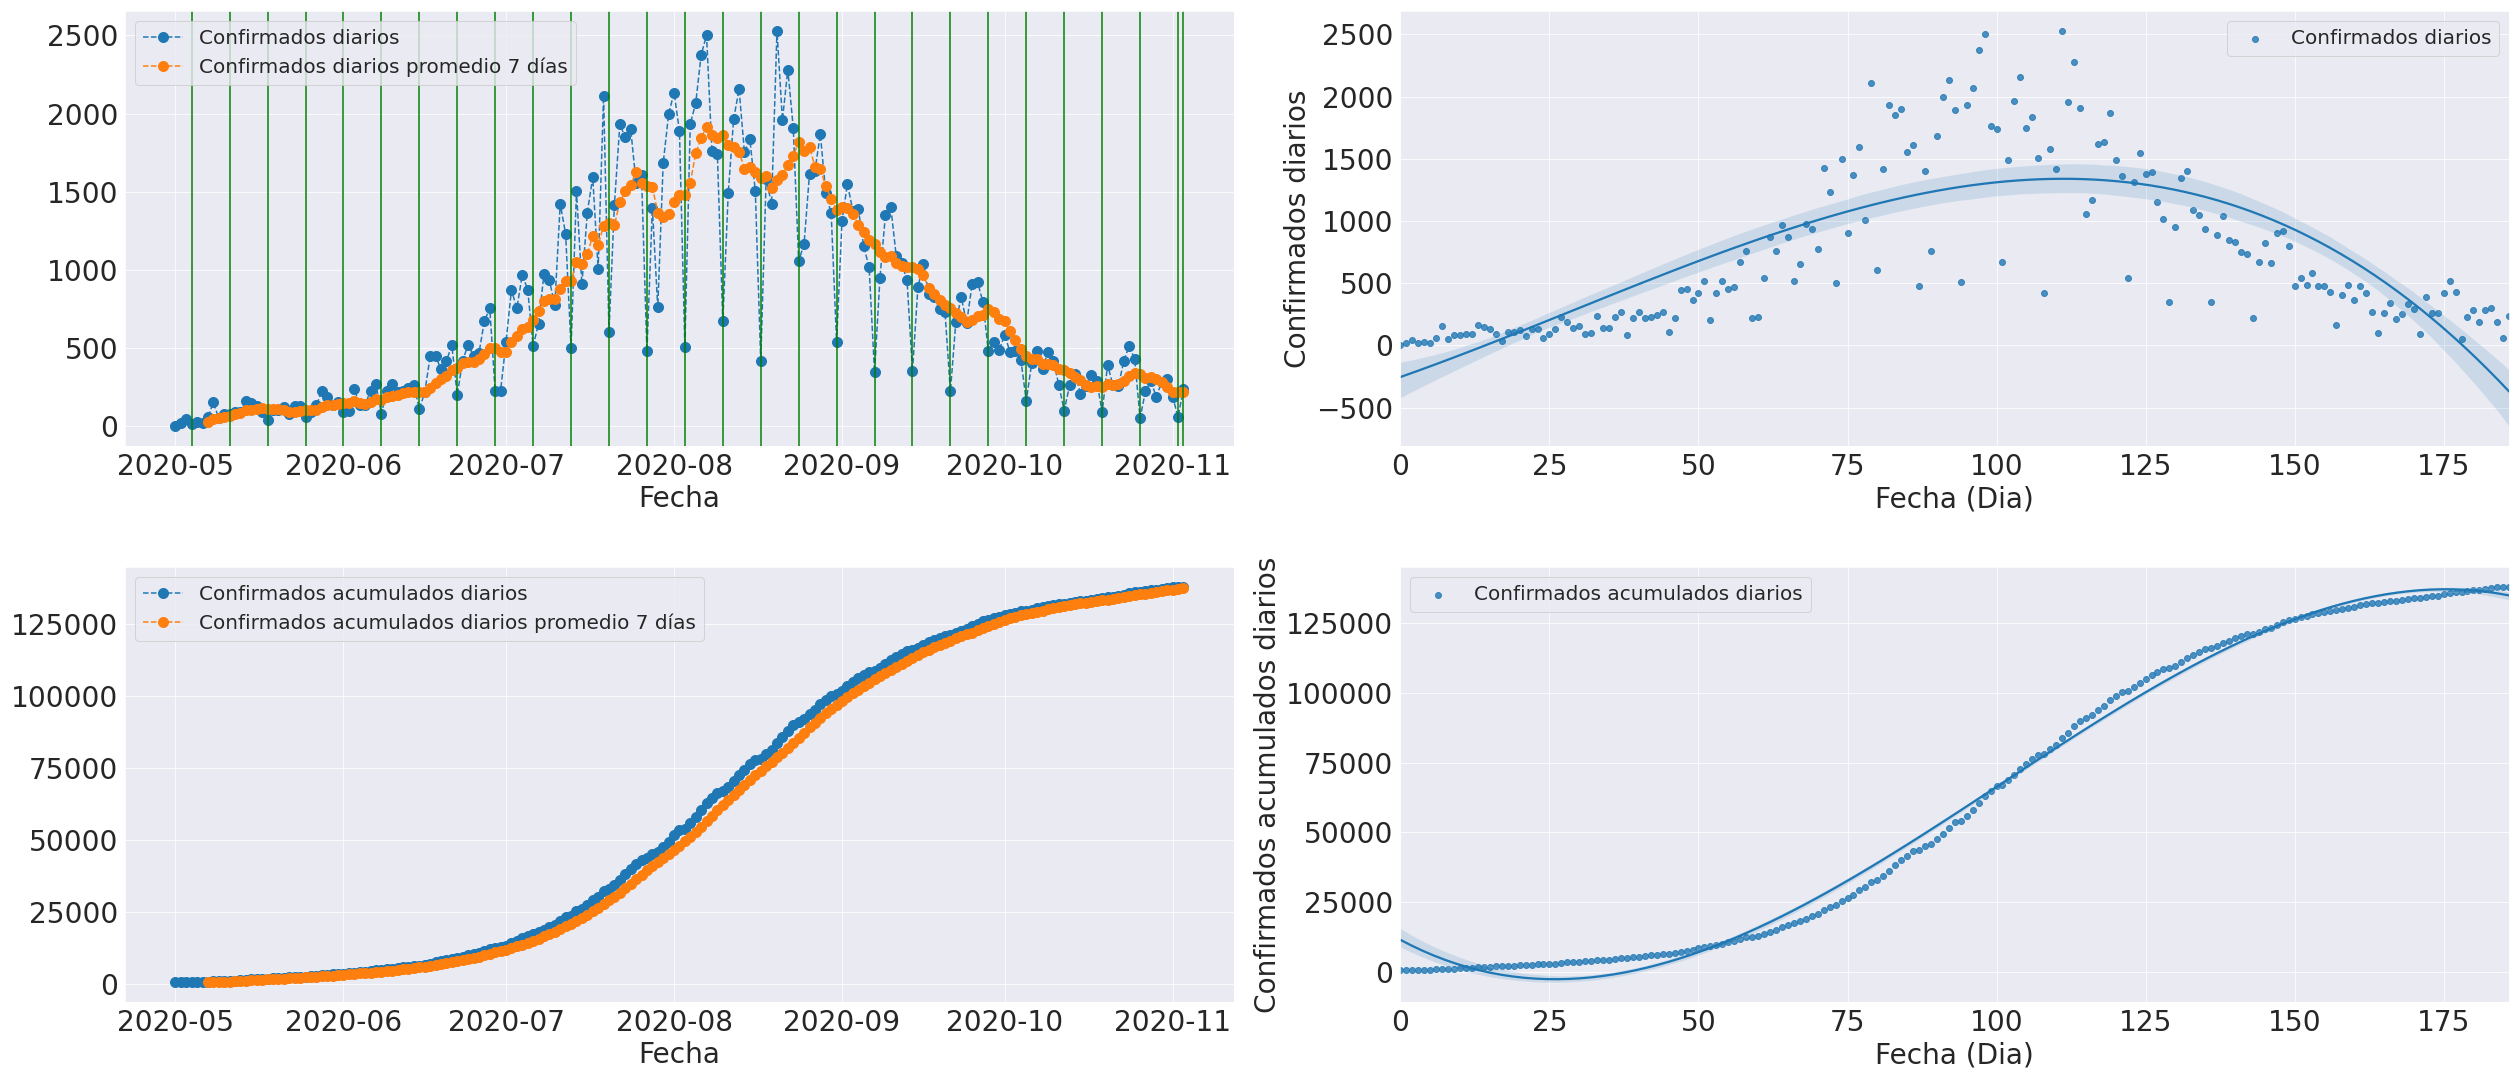 Confirmados diarios
Confirmados diarios promedio 7 días
2500
2000
1500
1000
500
0
2020-05 2020-06 2020-07 2020-08 2020-09 2020-10 2020-11
Fecha
Confirmados diarios
Confirmados diarios
2500
2000
1500
1000
500
0
−500
0 25 50 75 100 125 150 175
Fecha (Dia)
Confirmados acumulados diarios
Confirmados acumulados diarios promedio 7 días
125000
100000
75000
50000
25000
0
2020-05 2020-06 2020-07 2020-08 2020-09 2020-10 2020-11
Fecha
Confirmados acumulados diarios
Confirmados acumulados diarios
125000
100000
75000
50000
25000
0
0 25 50 75 100 125 150 175
Fecha (Dia)